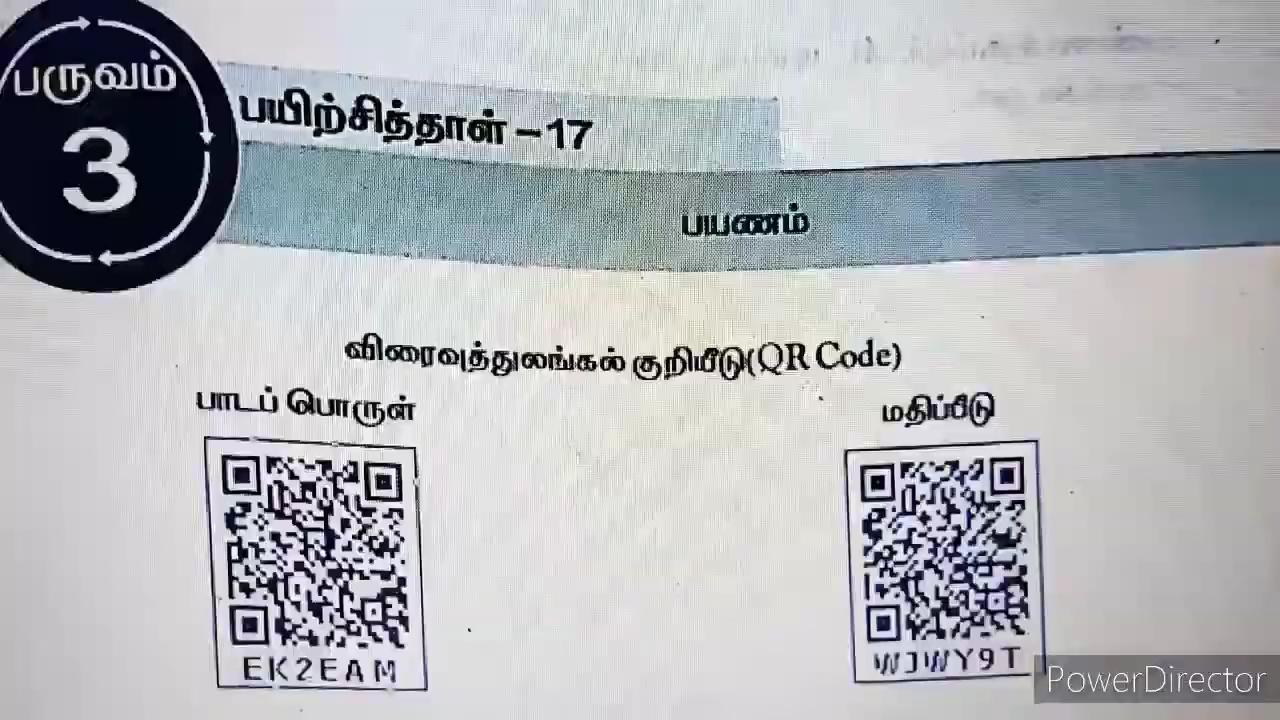 பருவம்
3
பயிற்சித்தாள் – 17
பயணம்
விரைவுத்துலங்கல் குறியீடு(QR Code)
பாடப் பொருள்
மதிப்பீடு
EK2EAM
WJWY9T
PowerDirector